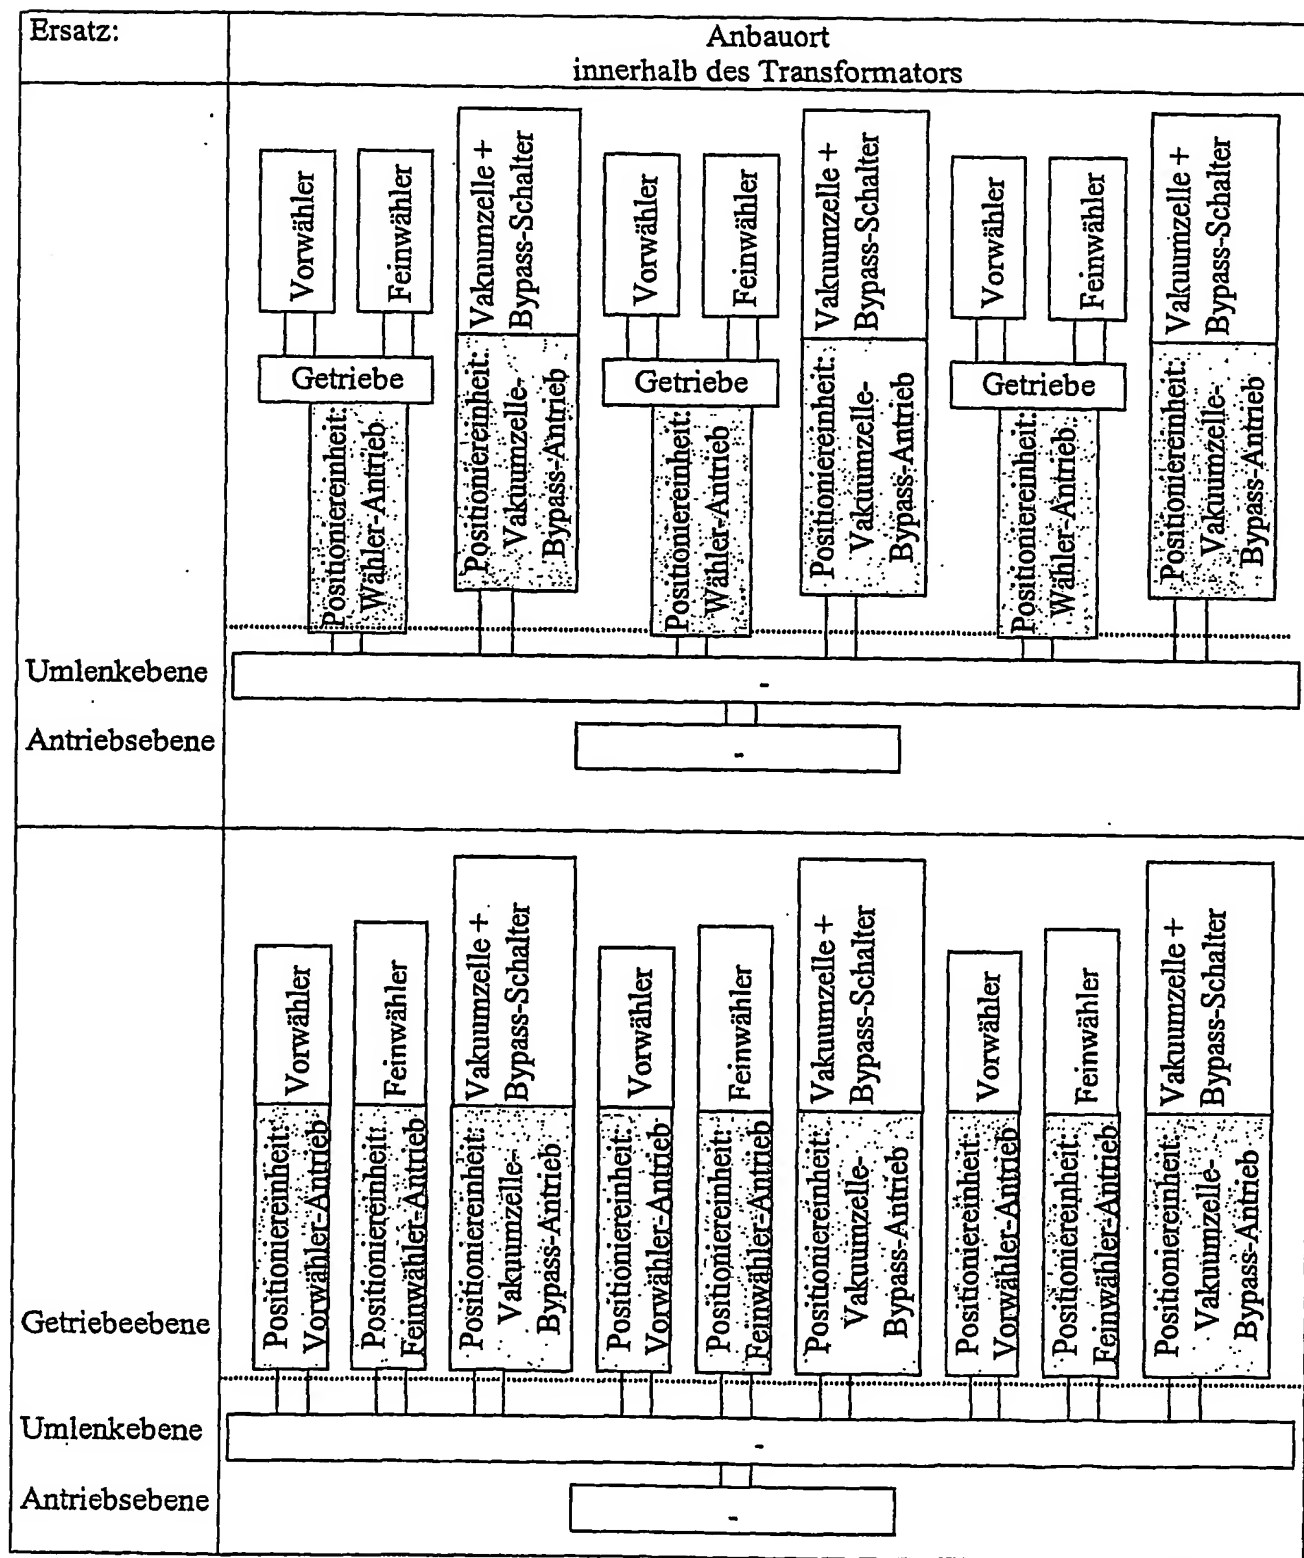 Ersatz:
Anbauort
innerhalb des Transformators
Vorwähler
Feinwähler
Vakuumzelle +
Bypass-Schalter
Vorwähler
Feinwähler
Vakuumzelle +
Bypass-Schalter
Vorwähler
Feinwähler
Vakuumzelle +
Bypass-Schalter
Getriebe
Getriebe
Getriebe
Positioniereinheit:
Wähler-Antrieb
Positioniereinheit:
Vakuumzelle-
Bypass-Antrieb
Positioniereinheit:
Wähler-Antrieb
Positioniereinheit:
Vakuumzelle-
Bypass-Antrieb
Positioniereinheit:
Wähler-Antrieb
Positioniereinheit:
Vakuumzelle-
Bypass-Antrieb
Umlenkebene
-
Antriebsebene
-
Vorwähler
Feinwähler
Vakuumzelle +
Bypass-Schalter
Vorwähler
Feinwähler
Vakuumzelle +
Bypass-Schalter
Vorwähler
Feinwähler
Vakuumzelle +
Bypass-Schalter
Getriebeebene
Positioniereinheit:
Vorwähler-Antrieb
Positioniereinheit:
Feinwähler-Antrieb
Positioniereinheit:
Vakuumzelle-
Bypass-Antrieb
Positioniereinheit:
Vorwähler-Antrieb
Positioniereinheit:
Feinwähler-Antrieb
Positioniereinheit:
Vakuumzelle-
Bypass-Antrieb
Positioniereinheit:
Vorwähler-Antrieb
Positioniereinheit:
Feinwähler-Antrieb
Positioniereinheit:
Vakuumzelle-
Bypass-Antrieb
Umlenkebene
-
Antriebsebene
-